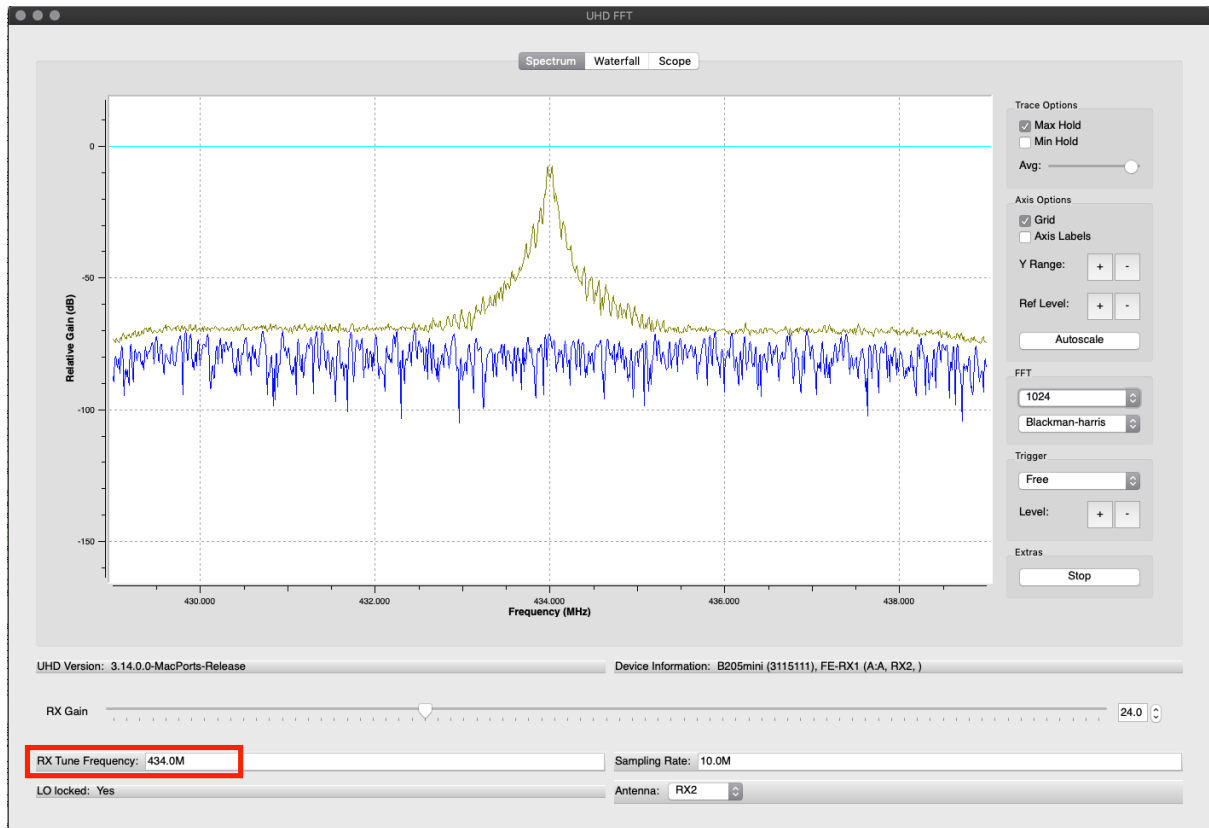 UHD FFT
Spectrum Waterfall Scope
Trace Options
Max Hold
Min Hold
Avg:
Axis Options
Grid
Axis Labels
Y Range: + -
Ref Level: + -
Autoscale
FFT
1024
Blackman-harris
Trigger
Free
Level: + -
Extras
Stop
Relative Gain (dB)
0
-50
-100
-150
430.000 432.000 434.000 436.000 438.000
Frequency (MHz)
UHD Version: 3.14.0.0-MacPorts-Release Device Information: B205mini (3115111), FE-RX1 (A:A, RX2, )
RX Gain 24.0
RX Tune Frequency: 434.0M Sampling Rate: 10.0M
LO locked: Yes Antenna: RX2